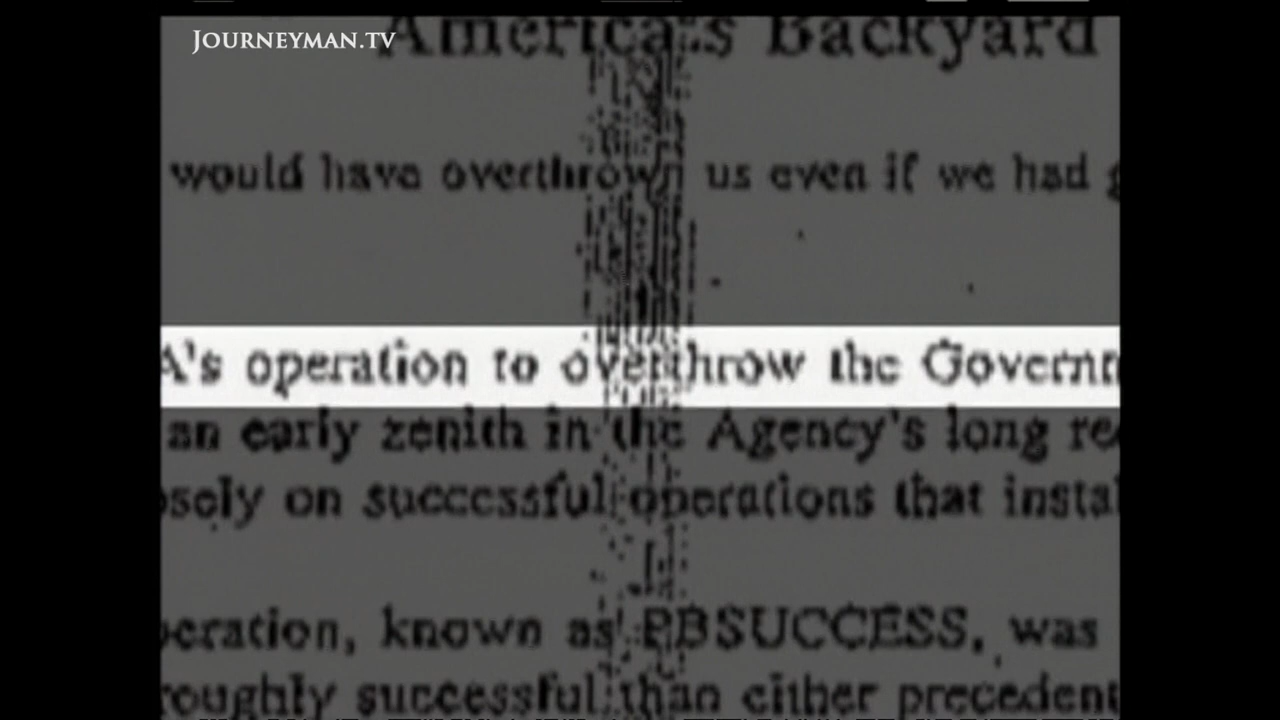 JOURNEYMAN.TV
America's Backyard
would have overthrown us even if we had g
A's operation to overthrow the Governm
an early zenith in the Agency's long re
osely on successful operations that instal
peration, known as PBSUCCESS, was
roughly successful than either precedent